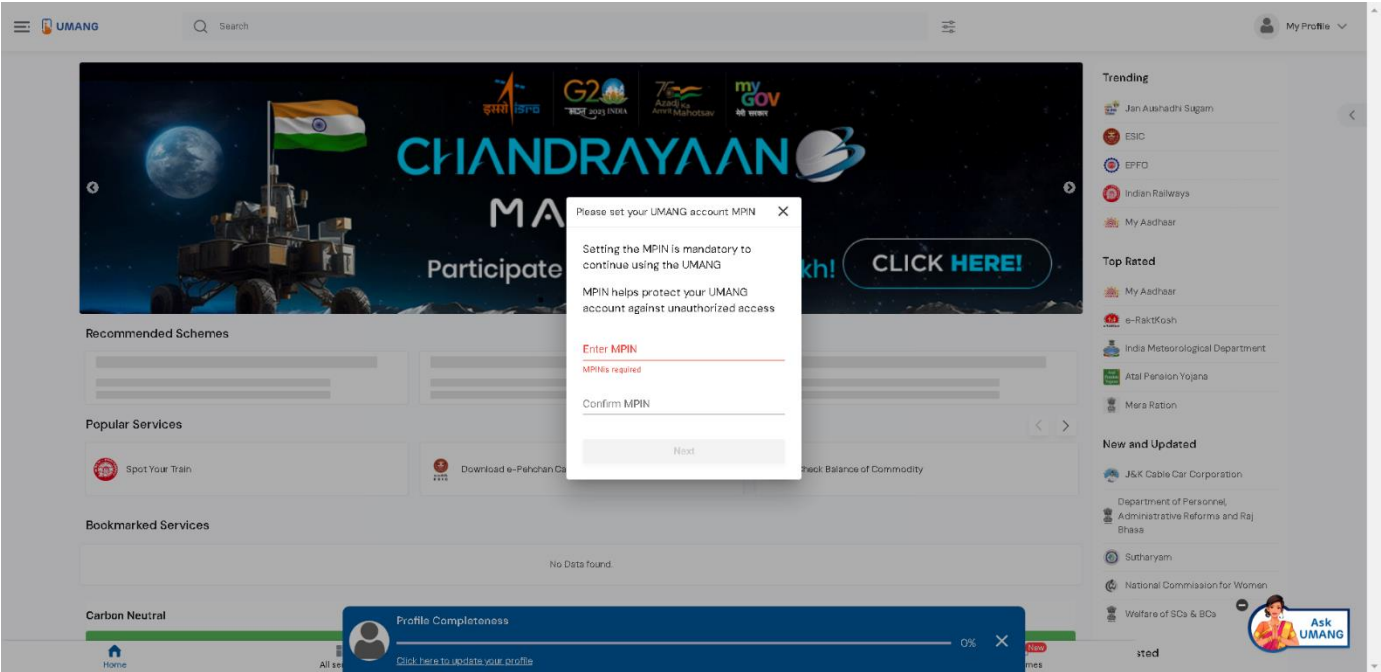 UMANG
Search
My Profile
इसरो isro
G20
भारत 2023 INDIA
Azadi Ka
Amrit Mahotsav
my
GOV
मेरी सरकार
CHANDRAYAAN 3
MA
Participate
kh!
CLICK HERE!
Please set your UMANG account MPIN
Setting the MPIN is mandatory to
continue using the UMANG
MPIN helps protect your UMANG
account against unauthorized access
Enter MPIN
MPINis required
Confirm MPIN
Next
Recommended Schemes
Popular Services
Spot Your Train
Download e-Pehchan Ca
heck Balance of Commodity
Bookmarked Services
No Data found.
Carbon Neutral
Profile Completeness
0%
Click here to update your profile
Home
All se
New
mes
Trending
Jan Aushadhi Sugam
ESIC
EPFO
Indian Railways
My Aadhaar
Top Rated
My Aadhaar
e-RaktKosh
India Meteorological Department
Atal Pension Yojana
Mera Ration
New and Updated
J&K Cable Car Corporation
Department of Personnel,
Administrative Reforms and Raj
Bhasa
Sutharyam
National Commission for Women
Welfare of SCs & BCs
sted
Ask
UMANG